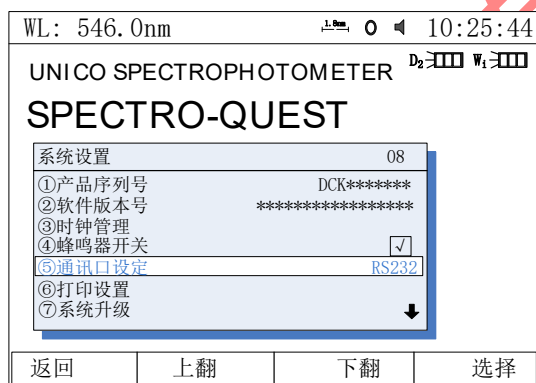 WL: 546.0nm 1.8nm 0 10:25:44
UNICO SPECTROPHOTOMETER D₂ W₁
SPECTRO-QUEST
系统设置 08
①产品序列号 DCK*******
②软件版本号 *****************
③时钟管理
④蜂鸣器开关 √
⑤通讯口设定 RS232
⑥打印设置
⑦系统升级
返回 上翻 下翻 选择